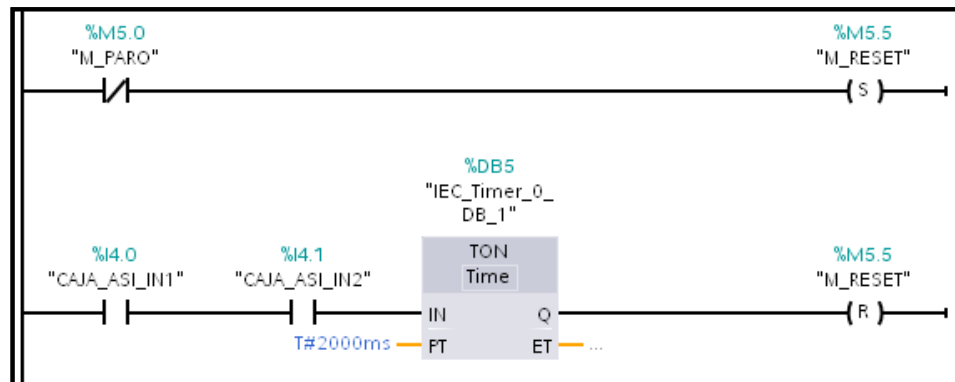 %M5.0 %M5.5
"M_PARO" "M_RESET"
S
%DB5
"IEC_Timer_0_
DB_1"
%I4.0 %I4.1 TON %M5.5
"CAJA_ASI_IN1" "CAJA_ASI_IN2" Time "M_RESET"
IN Q R
T#2000ms PT ET ...